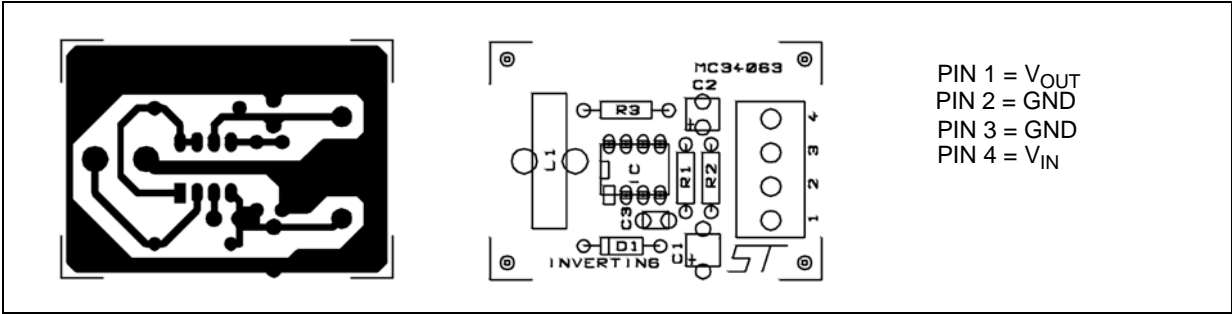 MC34063
C2
R3
L1
IC
R1
R2
C3
D1
C1
INVERTING
ST
4
3
2
1
PIN 1 = VOUT
PIN 2 = GND
PIN 3 = GND
PIN 4 = VIN